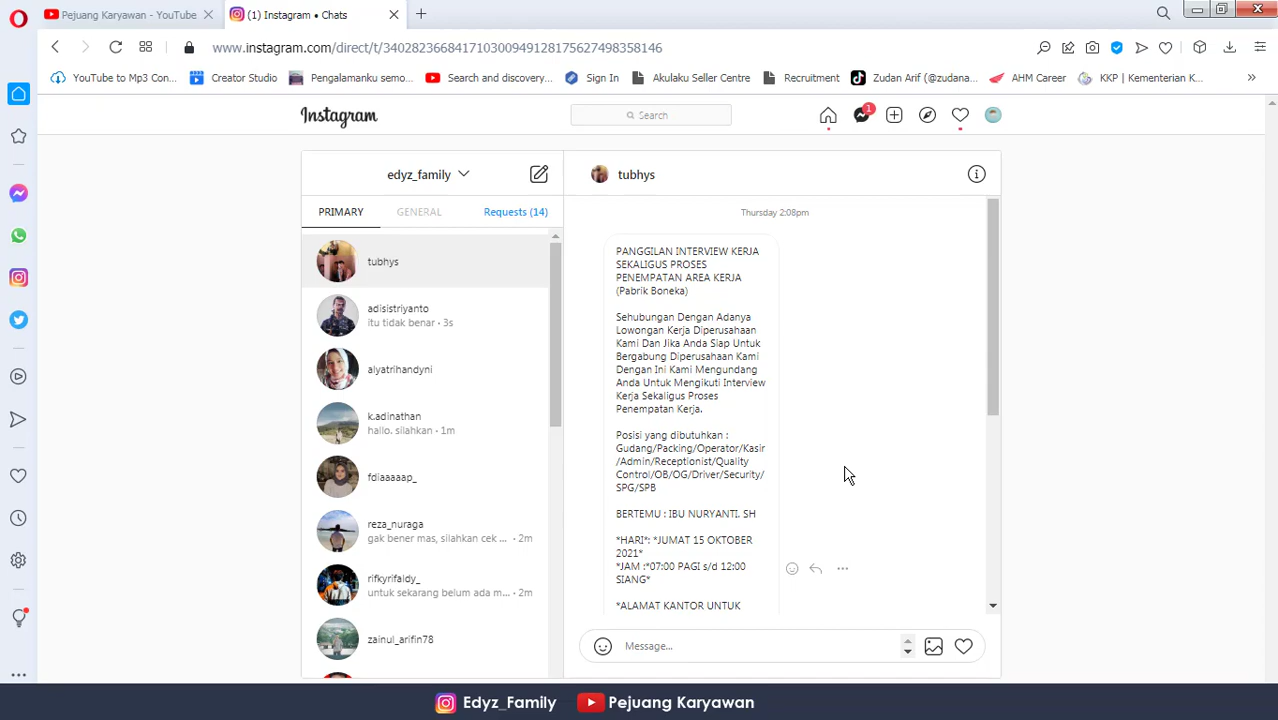 Pejuang Karyawan - YouTube
(1) Instagram • Chats
www.instagram.com/direct/t/340282366841710300949128175627498358146
YouTube to Mp3 Con...
Creator Studio
Pengalamanku semo...
Search and discovery...
Sign In
Akulaku Seller Centre
Recruitment
Zudan Arif (@zudana...
AHM Career
KKP | Kementerian K...
Instagram
Search
1
edyz_family
PRIMARY
GENERAL
Requests (14)
tubhys
adisistriyanto
itu tidak benar · 3s
alyatrihandyni
k.adinathan
hallo. silahkan · 1m
fdiaaaaap_
reza_nuraga
gak bener mas, silahkan cek ... · 2m
rifkyrifaldy_
untuk sekarang belum ada m... · 2m
zainul_arifin78
tubhys
Thursday 2:08pm
PANGGILAN INTERVIEW KERJA
SEKALIGUS PROSES
PENEMPATAN AREA KERJA
(Pabrik Boneka)
Sehubungan Dengan Adanya
Lowongan Kerja Diperusahaan
Kami Dan Jika Anda Siap Untuk
Bergabung Diperusahaan Kami
Dengan Ini Kami Mengundang
Anda Untuk Mengikuti Interview
Kerja Sekaligus Proses
Penempatan Kerja.
Posisi yang dibutuhkan :
Gudang/Packing/Operator/Kasir
/Admin/Receptionist/Quality
Control/OB/OG/Driver/Security/
SPG/SPB
BERTEMU : IBU NURYANTI. SH
*HARI*: *JUMAT 15 OKTOBER
2021*
*JAM :*07:00 PAGI s/d 12:00
SIANG*
*ALAMAT KANTOR UNTUK
Message...
Edyz_Family
Pejuang Karyawan